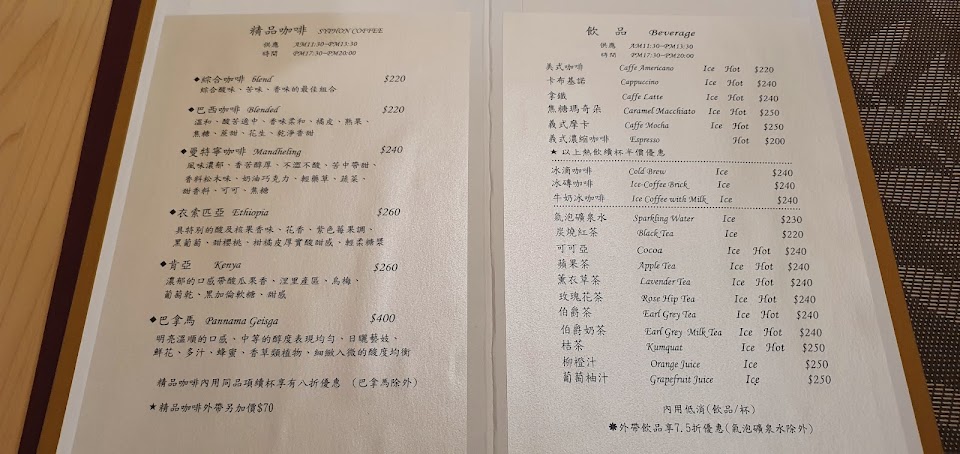 精品咖啡 SYPHON COFFEE
供應 AM11:30~PM13:30
時間 PM17:30~PM20:00
◆綜合咖啡 blend $220
綜合酸味、苦味、香味的最佳組合
◆巴西咖啡 Blended $220
溫和、酸苦適中、香味柔和、橘皮、熟果、
焦糖、蔗甜、花生、乾淨香甜
◆曼特寧咖啡 Mandheling $240
風味濃郁、香苦醇厚、不澀不酸、苦中帶甜、
香料松木味、奶油巧克力、輕藥草、蔬菜、
甜香料、可可、焦糖
◆衣索匹亞 Ethiopia $260
具特別的酸及核果香味、花香、紫色莓果調、
黑葡萄、甜櫻桃、柑橘皮厚實酸甜感、輕柔糖漿
◆肯亞 Kenya $260
濃郁的口感帶酸瓜果香、涅里產區、烏梅、
葡萄乾、黑加侖軟糖、甜感
◆巴拿馬 Pannama Geisga $400
明亮溫順的口感、中等的醇度表現均勻、日曬藝妓、
鮮花、多汁、蜂蜜、香草類植物、細緻入微的酸度均衡
精品咖啡內用同品項續杯享有八折優惠 (巴拿馬除外)
★精品咖啡外帶另加價$70
飲 品 Beverage
供應 AM11:30~PM13:30
時間 PM17:30~PM20:00
美式咖啡 Caffe Americano Ice Hot $220
卡布基諾 Cappuccino Ice Hot $240
拿鐵 Caffe Latte Ice Hot $240
焦糖瑪奇朵 Caramel Macchiato Ice Hot $250
義式摩卡 Caffe Mocha Ice Hot $250
義式濃縮咖啡 Espresso Hot $200
★以上熱飲續杯半價優惠
冰滴咖啡 Cold Brew Ice $240
冰磚咖啡 Ice-Coffee Brick Ice $240
牛奶冰咖啡 Ice Coffee with Milk Ice $240
氣泡礦泉水 Sparkling Water Ice $230
炭燒紅茶 Black Tea Ice $220
可可亞 Cocoa Ice Hot $240
蘋果茶 Apple Tea Ice Hot $240
薰衣草茶 Lavender Tea Ice Hot $240
玫瑰花茶 Rose Hip Tea Ice Hot $240
伯爵茶 Earl Grey Tea Ice Hot $240
伯爵奶茶 Earl Grey Milk Tea Ice Hot $240
桔茶 Kumquat Ice Hot $250
柳橙汁 Orange Juice Ice $250
葡萄柚汁 Grapefruit Juice Ice $250
內用低消(飲品/杯)
✸外帶飲品享7.5折優惠(氣泡礦泉水除外)